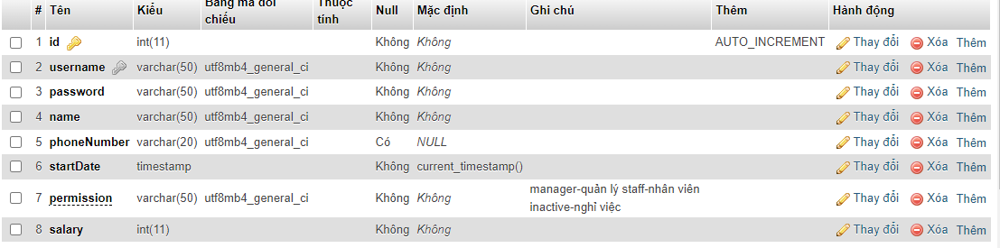 # Tên Kiểu Bảng mã đối chiếu Thuộc tính Null Mặc định Ghi chú Thêm Hành động
1 id int(11) Không Không AUTO_INCREMENT Thay đổi Xóa Thêm
2 username varchar(50) utf8mb4_general_ci Không Không Thay đổi Xóa Thêm
3 password varchar(50) utf8mb4_general_ci Không Không Thay đổi Xóa Thêm
4 name varchar(50) utf8mb4_general_ci Không Không Thay đổi Xóa Thêm
5 phoneNumber varchar(20) utf8mb4_general_ci Có NULL Thay đổi Xóa Thêm
6 startDate timestamp Không current_timestamp() Thay đổi Xóa Thêm
7 permission varchar(50) utf8mb4_general_ci Không Không manager-quản lý staff-nhân viên Thay đổi Xóa Thêm
inactive-nghỉ việc
8 salary int(11) Không Không Thay đổi Xóa Thêm